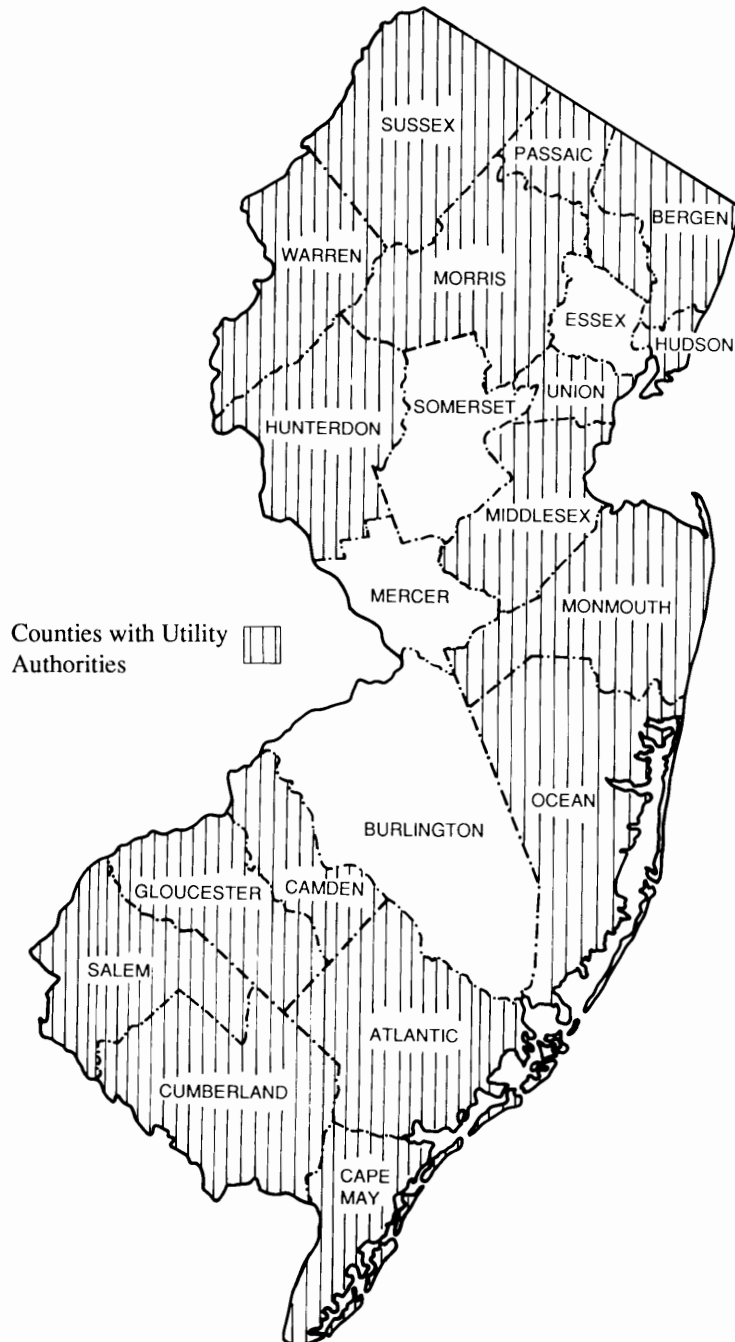 SUSSEX
PASSAIC
BERGEN
WARREN
MORRIS
ESSEX
HUDSON
UNION
SOMERSET
HUNTERDON
MIDDLESEX
MERCER
MONMOUTH
Counties with Utility
Authorities
OCEAN
BURLINGTON
GLOUCESTER
CAMDEN
SALEM
ATLANTIC
CUMBERLAND
CAPE
MAY